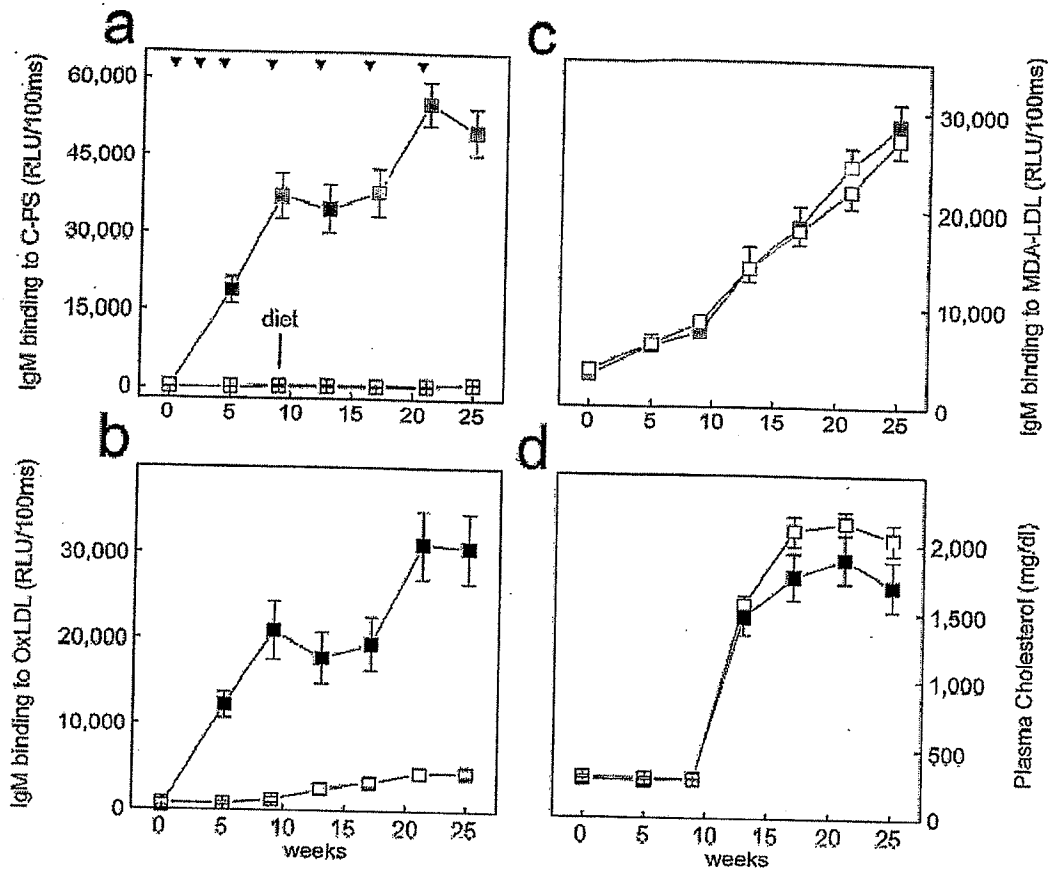 a
IgM binding to C-PS (RLU/100ms)
60,000
45,000
30,000
15,000
0
diet
0 5 10 15 20 25
c
30,000
20,000
10,000
0
IgM binding to MDA-LDL (RLU/100ms)
0 5 10 15 20 25
b
IgM binding to OxLDL (RLU/100ms)
30,000
20,000
10,000
0
0 5 10 15 20 25
weeks
d
2,000
1,500
1,000
500
0
Plasma Cholesterol (mg/dl)
0 5 10 15 20 25
weeks